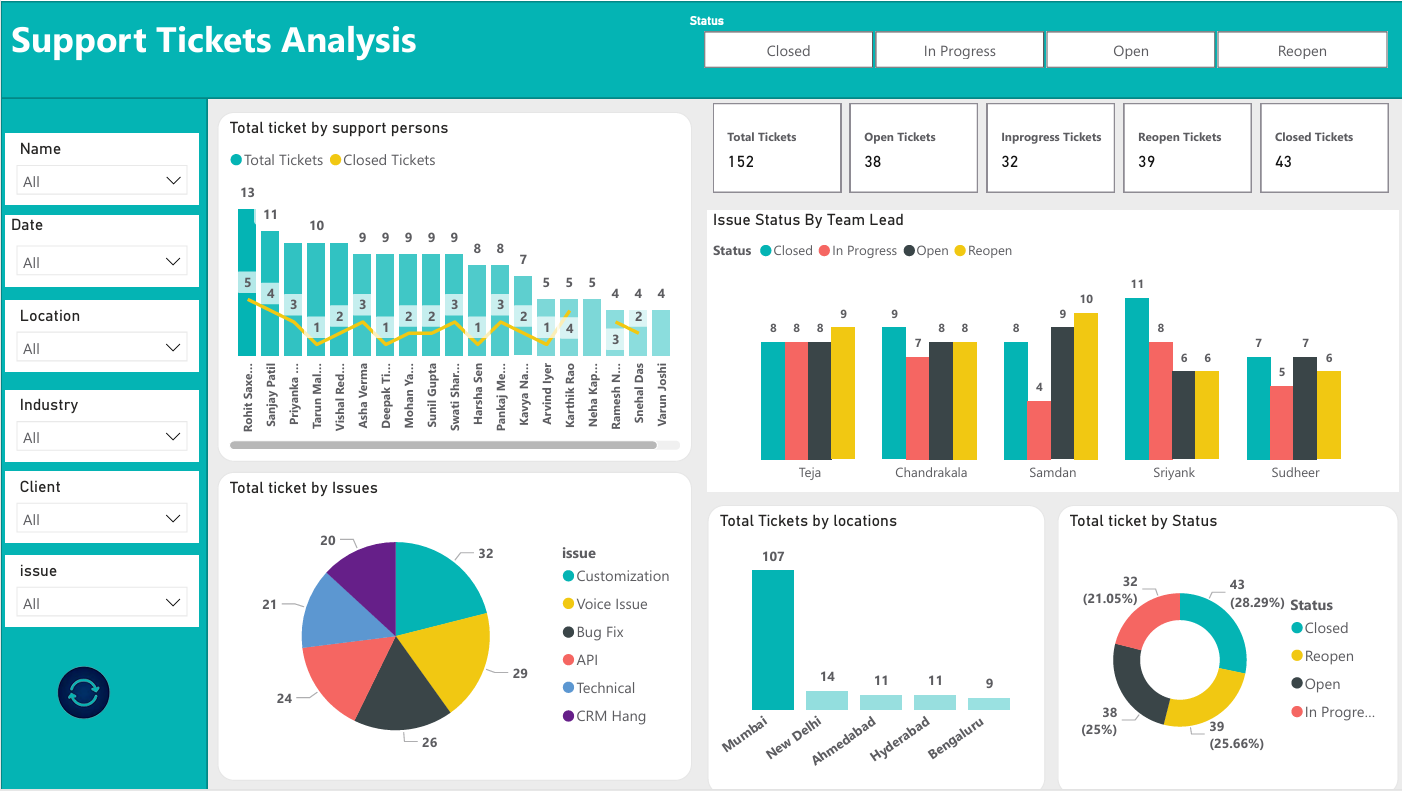 Support Tickets Analysis
Status
Closed
In Progress
Open
Reopen
Name
All
Date
All
Location
All
Industry
All
Client
All
issue
All
Total ticket by support persons
Total Tickets Closed Tickets
13
11
10
9
9
9
9
9
8
8
7
5
5
5
4
4
4
5
4
3
1
2
3
1
2
2
3
1
3
2
1
4
3
2
Rohit Saxe...
Sanjay Patil
Priyanka ...
Tarun Mal...
Vishal Red...
Asha Verma
Deepak Ti...
Mohan Ya...
Sunil Gupta
Swati Shar...
Harsha Sen
Pankaj Me...
Kavya Na...
Arvind Iyer
Karthik Rao
Neha Kap...
Ramesh N...
Snehal Das
Varun Joshi
Total Tickets
152
Open Tickets
38
Inprogress Tickets
32
Reopen Tickets
39
Closed Tickets
43
Issue Status By Team Lead
Status Closed In Progress Open Reopen
8 8 8 9
9 7 8 8
8 4 9 10
11 8 6 6
7 5 7 6
Teja
Chandrakala
Samdan
Sriyank
Sudheer
Total ticket by Issues
32
29
26
24
21
20
issue
Customization
Voice Issue
Bug Fix
API
Technical
CRM Hang
Total Tickets by locations
107
14
11
11
9
Mumbai
New Delhi
Ahmedabad
Hyderabad
Bengaluru
Total ticket by Status
43
(28.29%)
39
(25.66%)
38
(25%)
32
(21.05%)
Status
Closed
Reopen
Open
In Progre...